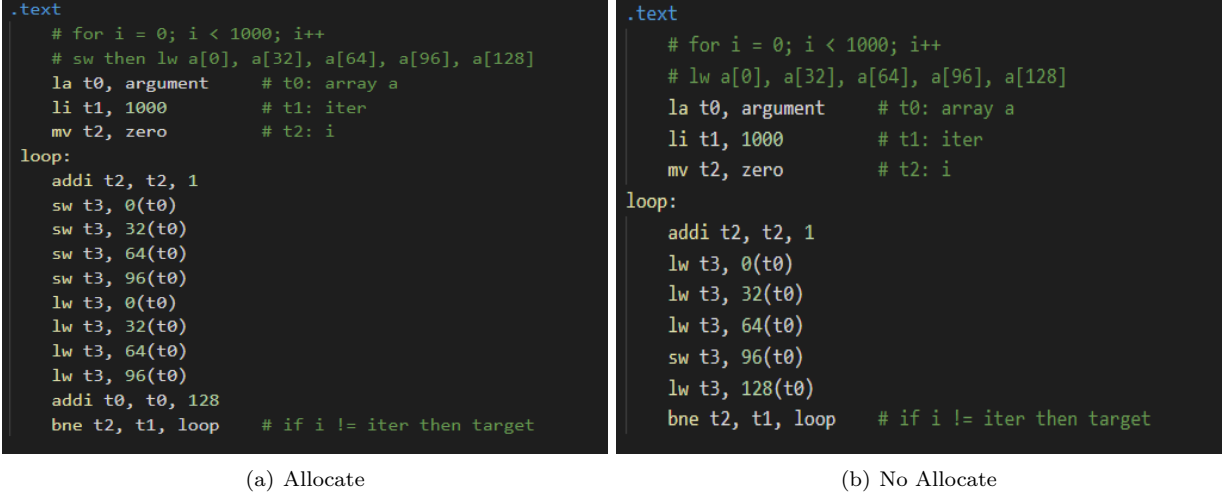 .text
# for i = 0; i < 1000; i++
# sw then lw a[0], a[32], a[64], a[96], a[128]
la t0, argument # t0: array a
li t1, 1000 # t1: iter
mv t2, zero # t2: i
loop:
addi t2, t2, 1
sw t3, 0(t0)
sw t3, 32(t0)
sw t3, 64(t0)
sw t3, 96(t0)
lw t3, 0(t0)
lw t3, 32(t0)
lw t3, 64(t0)
lw t3, 96(t0)
addi t0, t0, 128
bne t2, t1, loop # if i != iter then target
(a) Allocate
.text
# for i = 0; i < 1000; i++
# lw a[0], a[32], a[64], a[96], a[128]
la t0, argument # t0: array a
li t1, 1000 # t1: iter
mv t2, zero # t2: i
loop:
addi t2, t2, 1
lw t3, 0(t0)
lw t3, 32(t0)
lw t3, 64(t0)
sw t3, 96(t0)
lw t3, 128(t0)
bne t2, t1, loop # if i != iter then target
(b) No Allocate